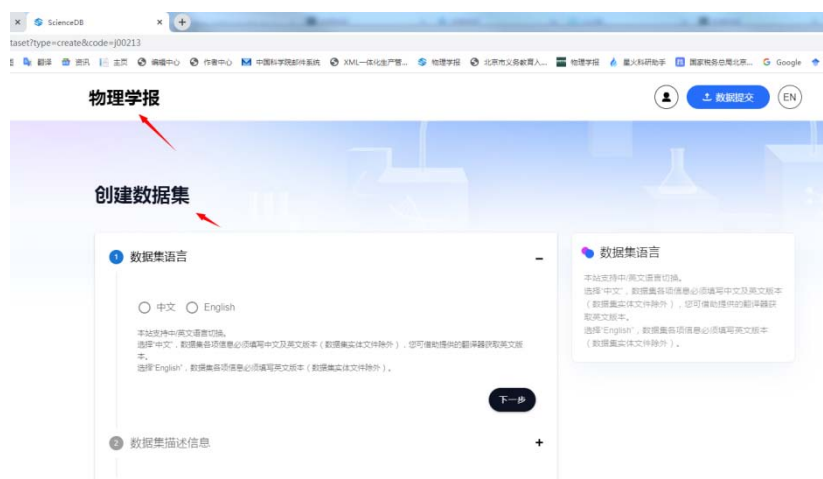 ScienceDB
taset?type=create&code=j00213
翻译 资讯 主页 编辑中心 作者中心 中国科学院邮件系统 XML一体化生产管... 物理学报 北京市义务教育入... 物理学报 星火科研助手 国家税务总局北京... Google
物理学报
数据提交
EN
创建数据集
1 数据集语言
中文 English
本站支持中/英文语言切换。
选择'中文'，数据集各项信息必须填写中文及英文版本（数据集实体文件除外），您可借助提供的翻译器获取英文版
本。
选择'English'，数据集各项信息必须填写英文版本（数据集实体文件除外）。
下一步
2 数据集描述信息
数据集语言
本站支持中/英文语言切换。
选择'中文'，数据集各项信息必须填写中文及英文版本
（数据集实体文件除外），您可借助提供的翻译器获
取英文版本。
选择'English'，数据集各项信息必须填写英文版本
（数据集实体文件除外）。